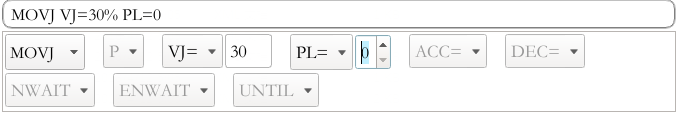 MOVJ VJ=30% PL=0
MOVJ P VJ= 30 PL= 0 ACC= DEC=
NWAIT ENWAIT UNTIL